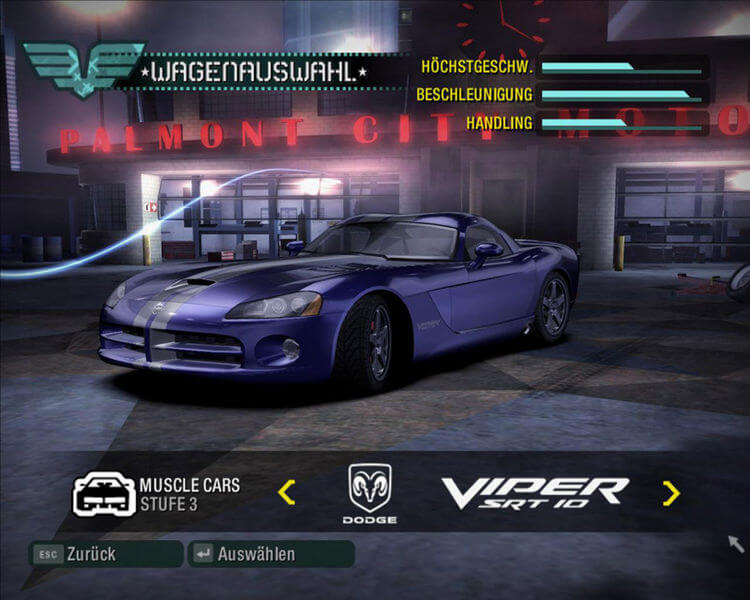 ★WAGENAUSWAHL★
HÖCHSTGESCHW.
BESCHLEUNIGUNG
HANDLING
PALMONT CITY MOTO
MUSCLE CARS
STUFE 3
DODGE
VIPER
SRT 10
ESC Zurück
Auswählen